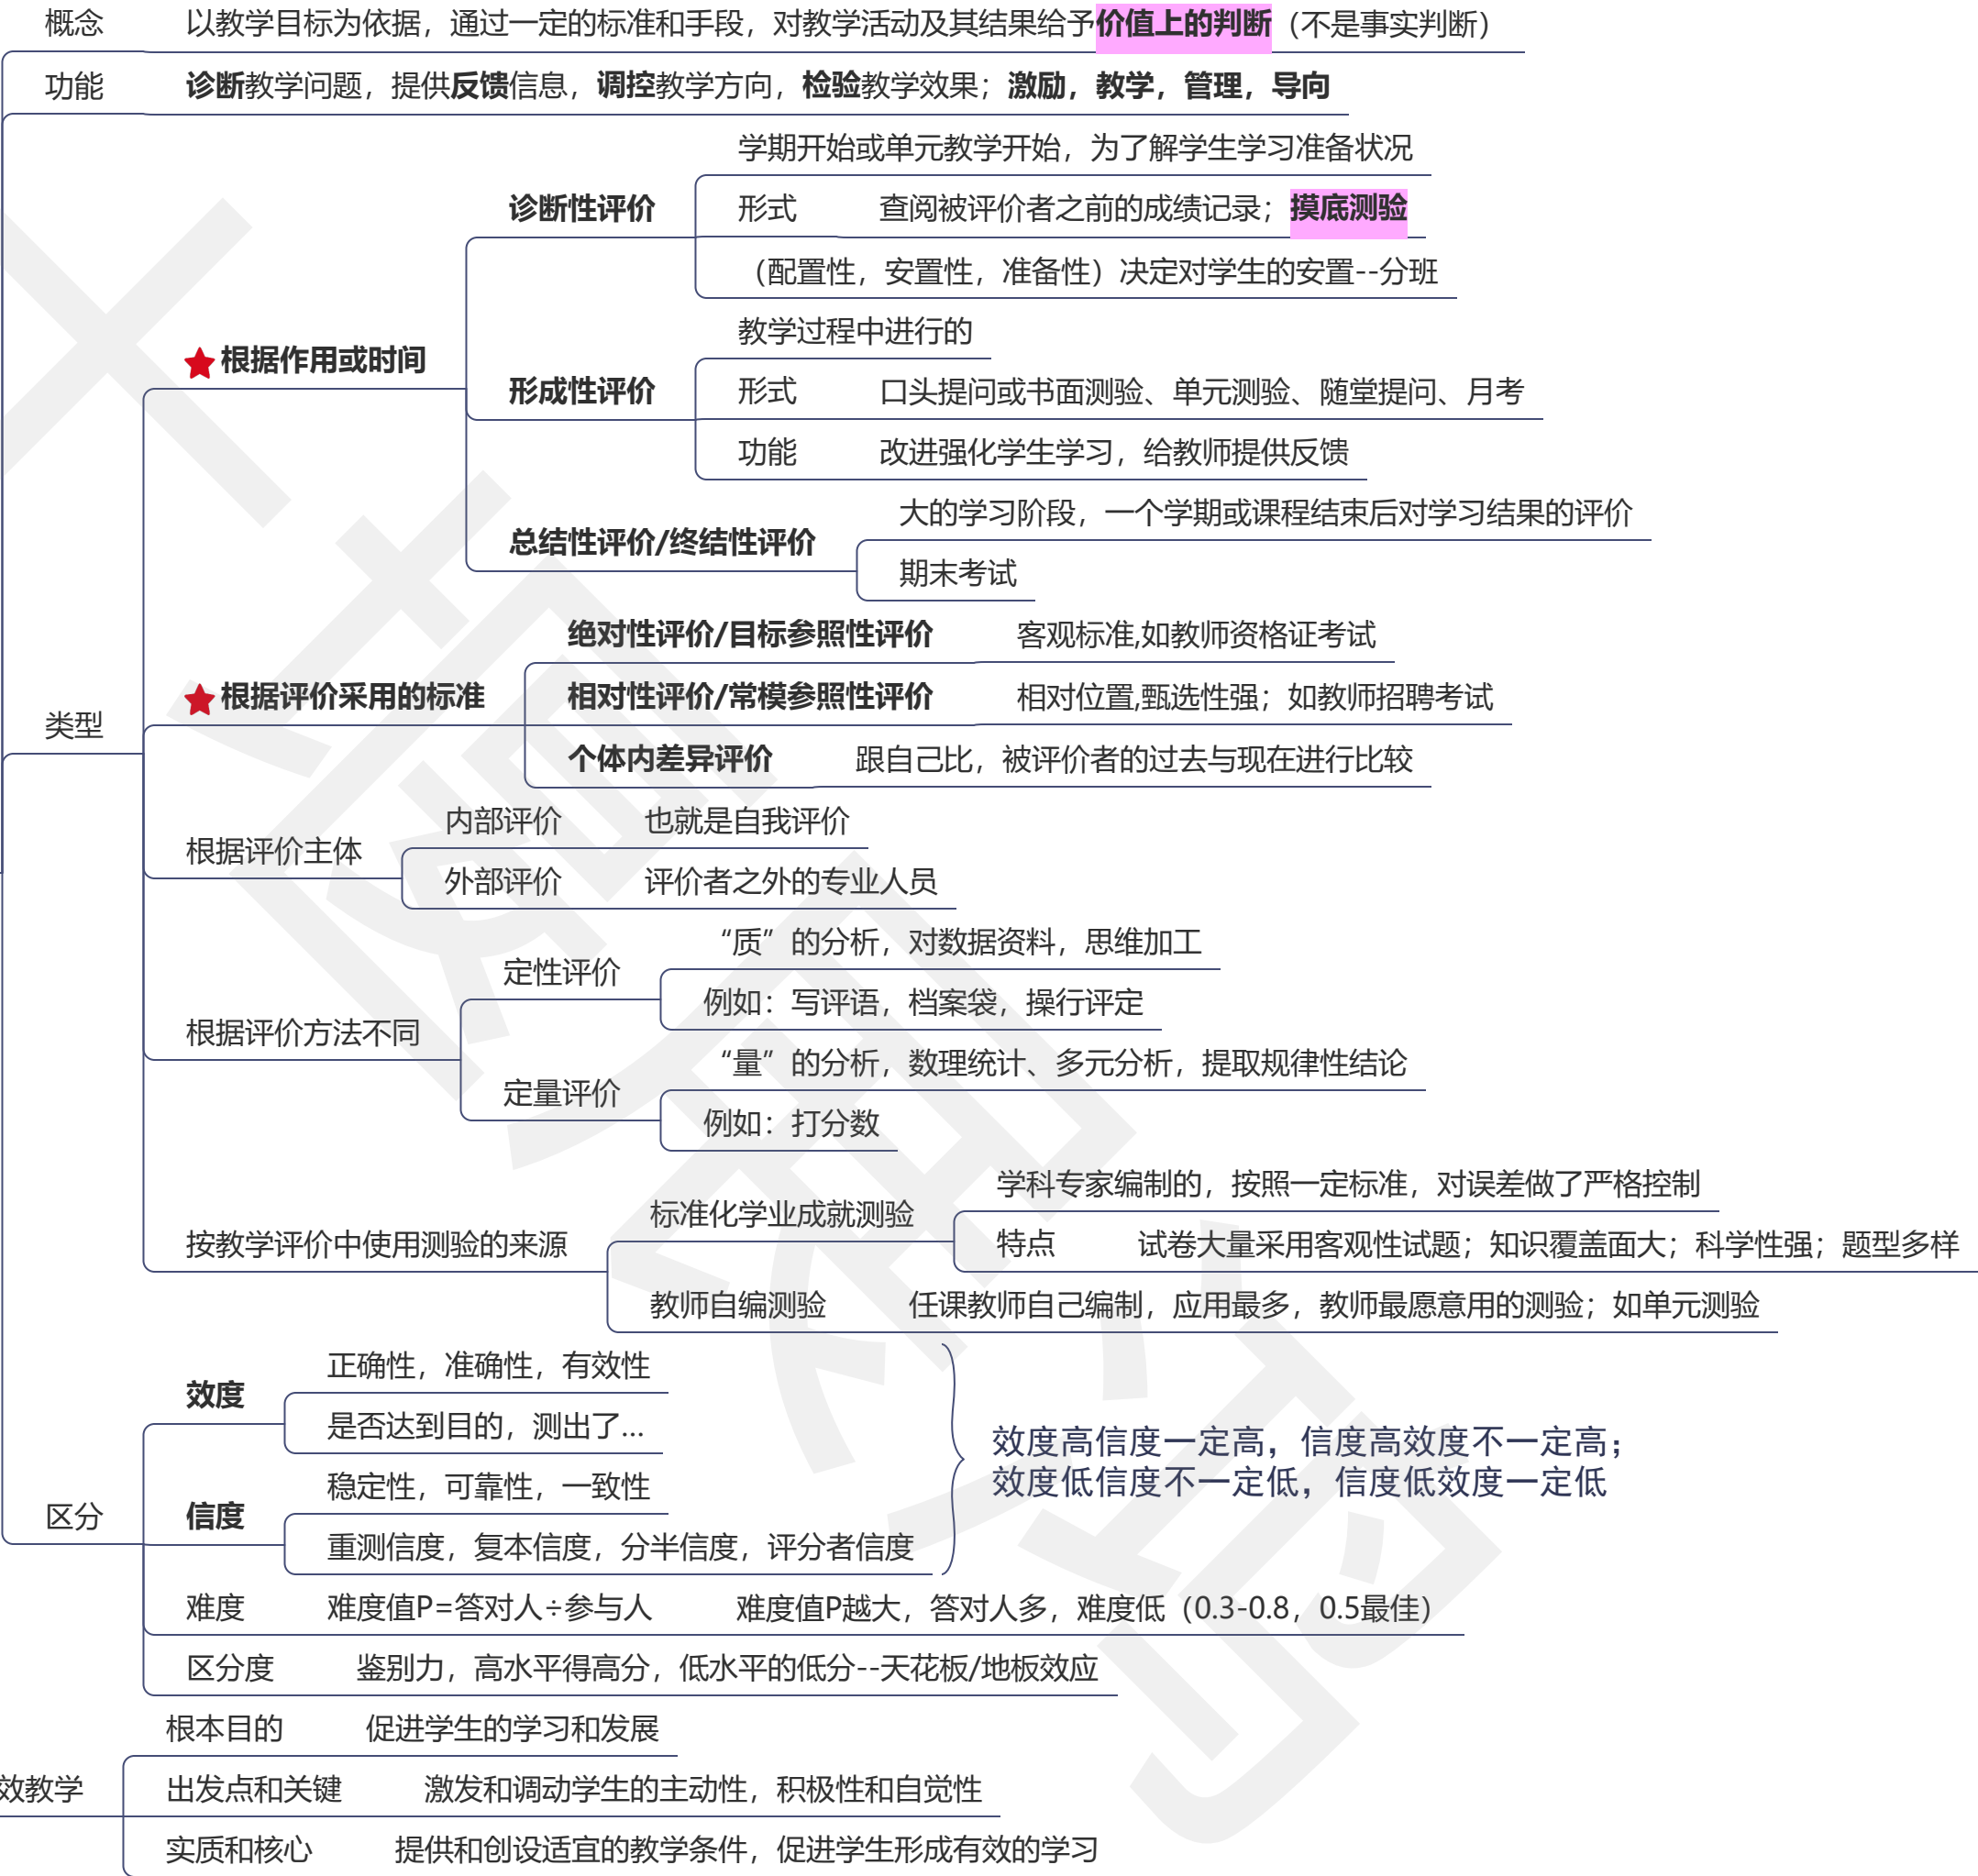 概念 以教学目标为依据，通过一定的标准和手段，对教学活动及其结果给予价值上的判断（不是事实判断）
功能 诊断教学问题，提供反馈信息，调控教学方向，检验教学效果；激励，教学，管理，导向
学期开始或单元教学开始，为了解学生学习准备状况
诊断性评价 形式 查阅被评价者之前的成绩记录；摸底测验
（配置性，安置性，准备性）决定对学生的安置--分班
教学过程中进行的
根据作用或时间
形成性评价 形式 口头提问或书面测验、单元测验、随堂提问、月考
功能 改进强化学生学习，给教师提供反馈
大的学习阶段，一个学期或课程结束后对学习结果的评价
总结性评价/终结性评价
期末考试
绝对性评价/目标参照性评价 客观标准,如教师资格证考试
根据评价采用的标准 相对性评价/常模参照性评价 相对位置,甄选性强；如教师招聘考试
类型
个体内差异评价 跟自己比，被评价者的过去与现在进行比较
内部评价 也就是自我评价
根据评价主体
外部评价 评价者之外的专业人员
“质”的分析，对数据资料，思维加工
定性评价
例如：写评语，档案袋，操行评定
根据评价方法不同
“量”的分析，数理统计、多元分析，提取规律性结论
定量评价
例如：打分数
学科专家编制的，按照一定标准，对误差做了严格控制
标准化学业成就测验
按教学评价中使用测验的来源 特点 试卷大量采用客观性试题；知识覆盖面大；科学性强；题型多样
教师自编测验 任课教师自己编制，应用最多，教师最愿意用的测验；如单元测验
正确性，准确性，有效性
效度
是否达到目的，测出了...
效度高信度一定高，信度高效度不一定高；
效度低信度不一定低，信度低效度一定低
稳定性，可靠性，一致性
区分 信度
重测信度，复本信度，分半信度，评分者信度
难度 难度值P=答对人÷参与人 难度值P越大，答对人多，难度低（0.3-0.8，0.5最佳）
区分度 鉴别力，高水平得高分，低水平的低分--天花板/地板效应
根本目的 促进学生的学习和发展
效教学 出发点和关键 激发和调动学生的主动性，积极性和自觉性
实质和核心 提供和创设适宜的教学条件，促进学生形成有效的学习